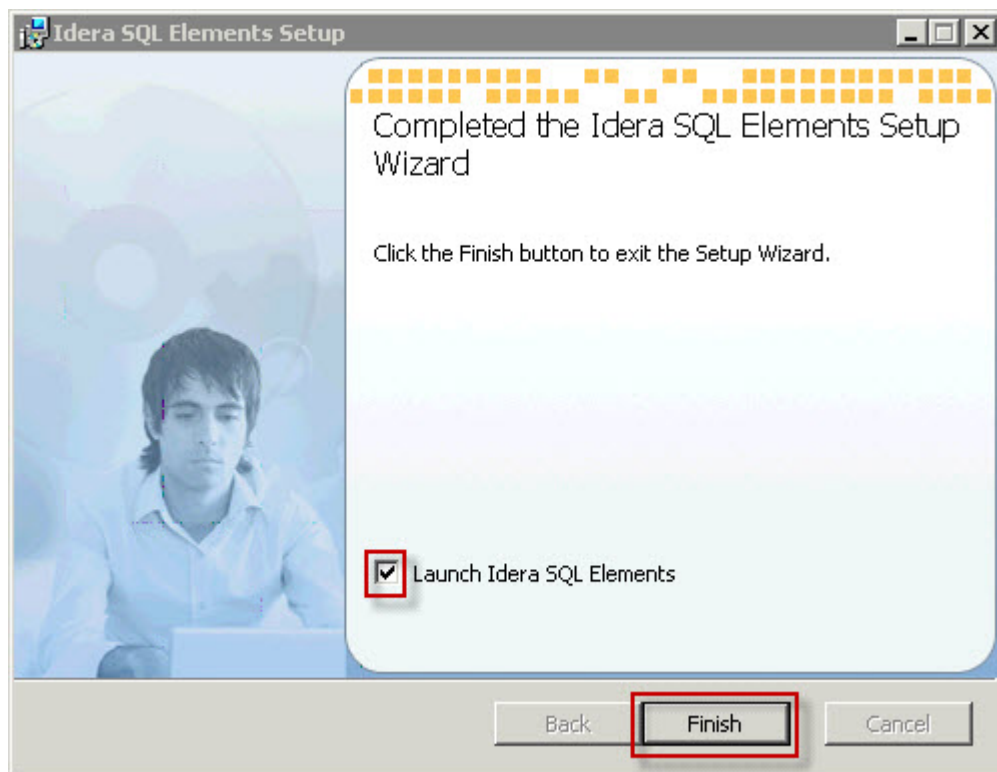 Idera SQL Elements Setup
Completed the Idera SQL Elements Setup
Wizard
Click the Finish button to exit the Setup Wizard.
Launch Idera SQL Elements
Back Finish Cancel